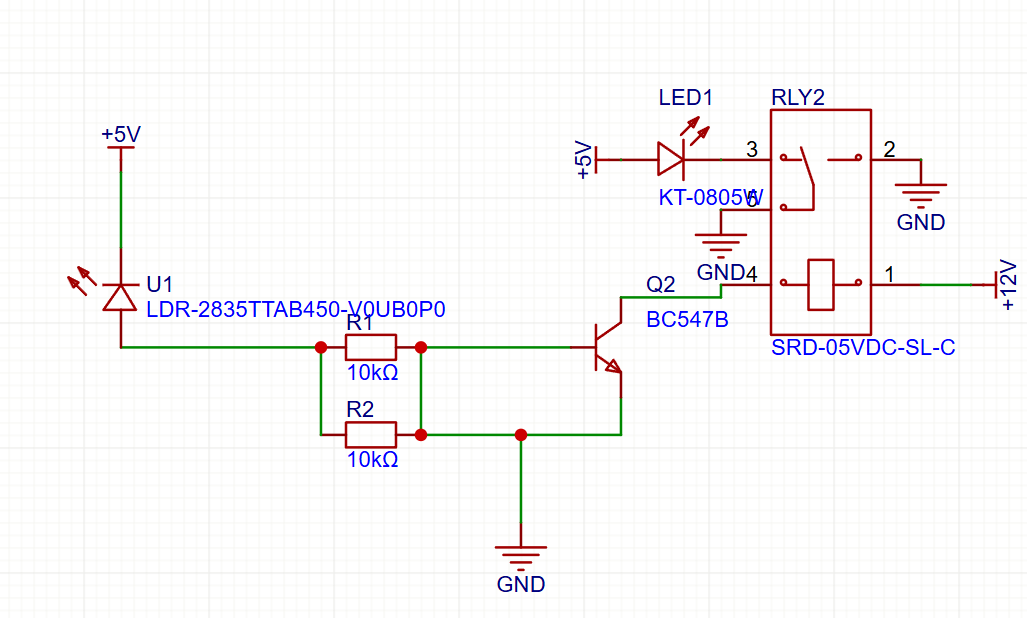 +5V
U1
LDR-2835TTAB450-V0UB0P0
R1
10kΩ
R2
10kΩ
GND
Q2
BC547B
+5V
LED1
KT-0805W
RLY2
3
2
5
GND
GND
4
1
+12V
SRD-05VDC-SL-C